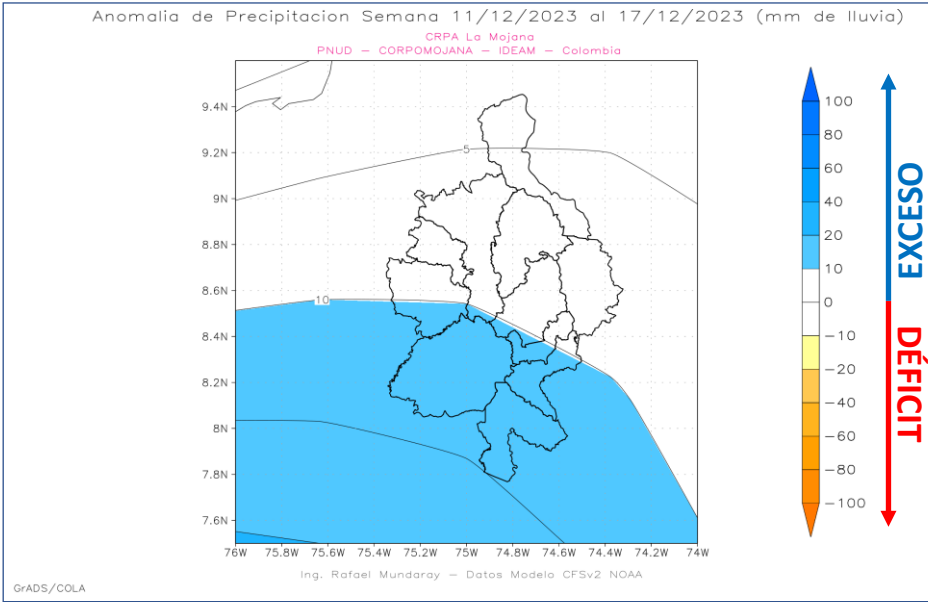 Anomalia de Precipitacion Semana 11/12/2023 al 17/12/2023 (mm de lluvia)
CRPA La Mojana
PNUD – CORPOMOJANA – IDEAM – Colombia
9.4N
9.2N
9N
8.8N
8.6N
8.4N
8.2N
8N
7.8N
7.6N
5
10
76W 75.8W 75.6W 75.4W 75.2W 75W 74.8W 74.6W 74.4W 74.2W 74W
100
80
60
40
20
10
0
−10
−20
−40
−60
−80
−100
EXCESO
DÉFICIT
Ing. Rafael Mundaray – Datos Modelo CFSv2 NOAA
GrADS/COLA